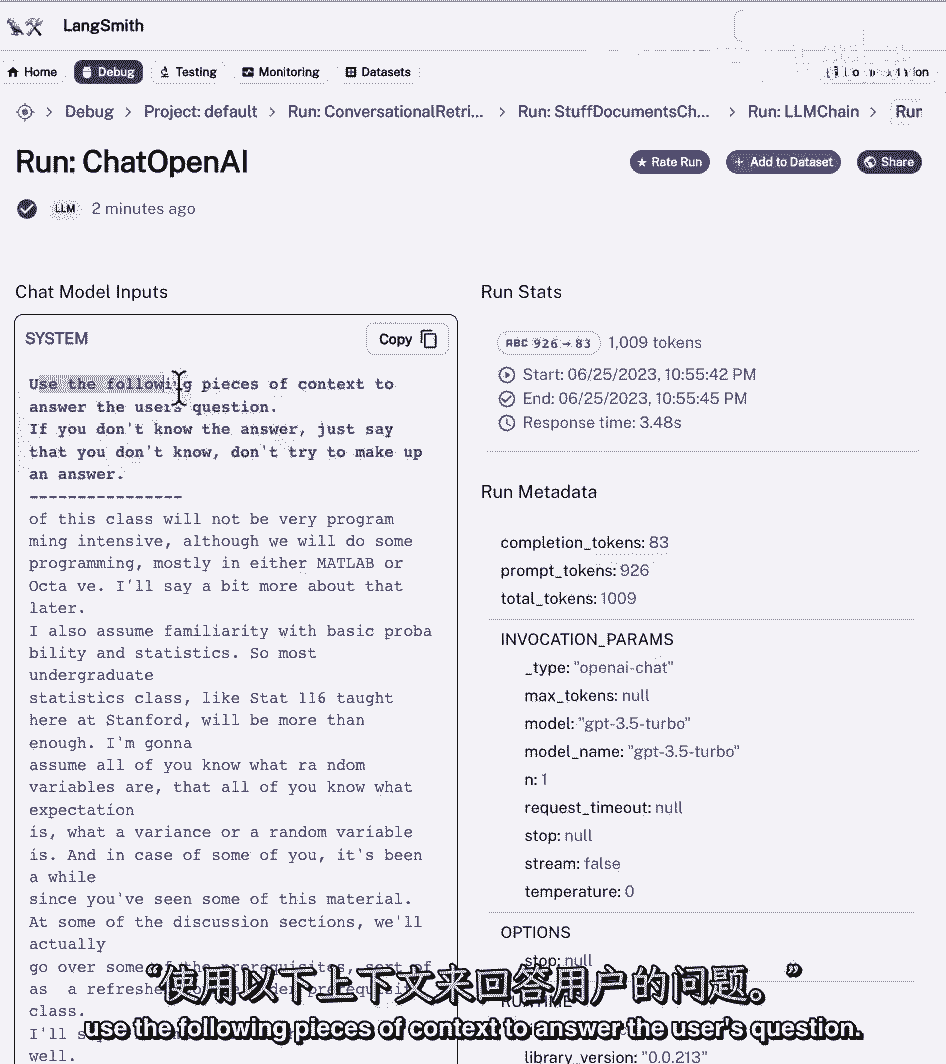 LangSmith
Home Debug Testing Monitoring Datasets
Debug > Project: default > Run: ConversationalRetri... > Run: StuffDocumentsCh... > Run: LLMChain > Run
Run: ChatOpenAI
Rate Run + Add to Dataset Share
LLM 2 minutes ago
Chat Model Inputs
SYSTEM Copy
Use the following pieces of context to
answer the users question.
If you don't know the answer, just say
that you don't know, don't try to make up
an answer.
----------------
of this class will not be very program
ming intensive, although we will do some
programming, mostly in either MATLAB or
Octa ve. I'll say a bit more about that
later.
I also assume familiarity with basic proba
bility and statistics. So most
undergraduate
statistics class, like Stat 116 taught
here at Stanford, will be more than
enough. I'm gonna
assume all of you know what ra ndom
variables are, that all of you know what
expectation
is, what a variance or a random variable
is. And in case of some of you, it's been
a while
since you've seen some of this material.
At some of the discussion sections, we'll
actually
go over some of the prerequisites, sort of
as a refresher
class.
I'll s
well.
Run Stats
ABC 926 → 83 1,009 tokens
Start: 06/25/2023, 10:55:42 PM
End: 06/25/2023, 10:55:45 PM
Response time: 3.48s
Run Metadata
completion_tokens: 83
prompt_tokens: 926
total_tokens: 1009
INVOCATION_PARAMS
_type: "openai-chat"
max_tokens: null
model: "gpt-3.5-turbo"
model_name: "gpt-3.5-turbo"
n: 1
request_timeout: null
stop: null
stream: false
temperature: 0
OPTIONS
stop: null
RUNTIME
library_version: "0.0.213"
“使用以下上下文来回答用户的问题。”
use the following pieces of context to answer the user's question.